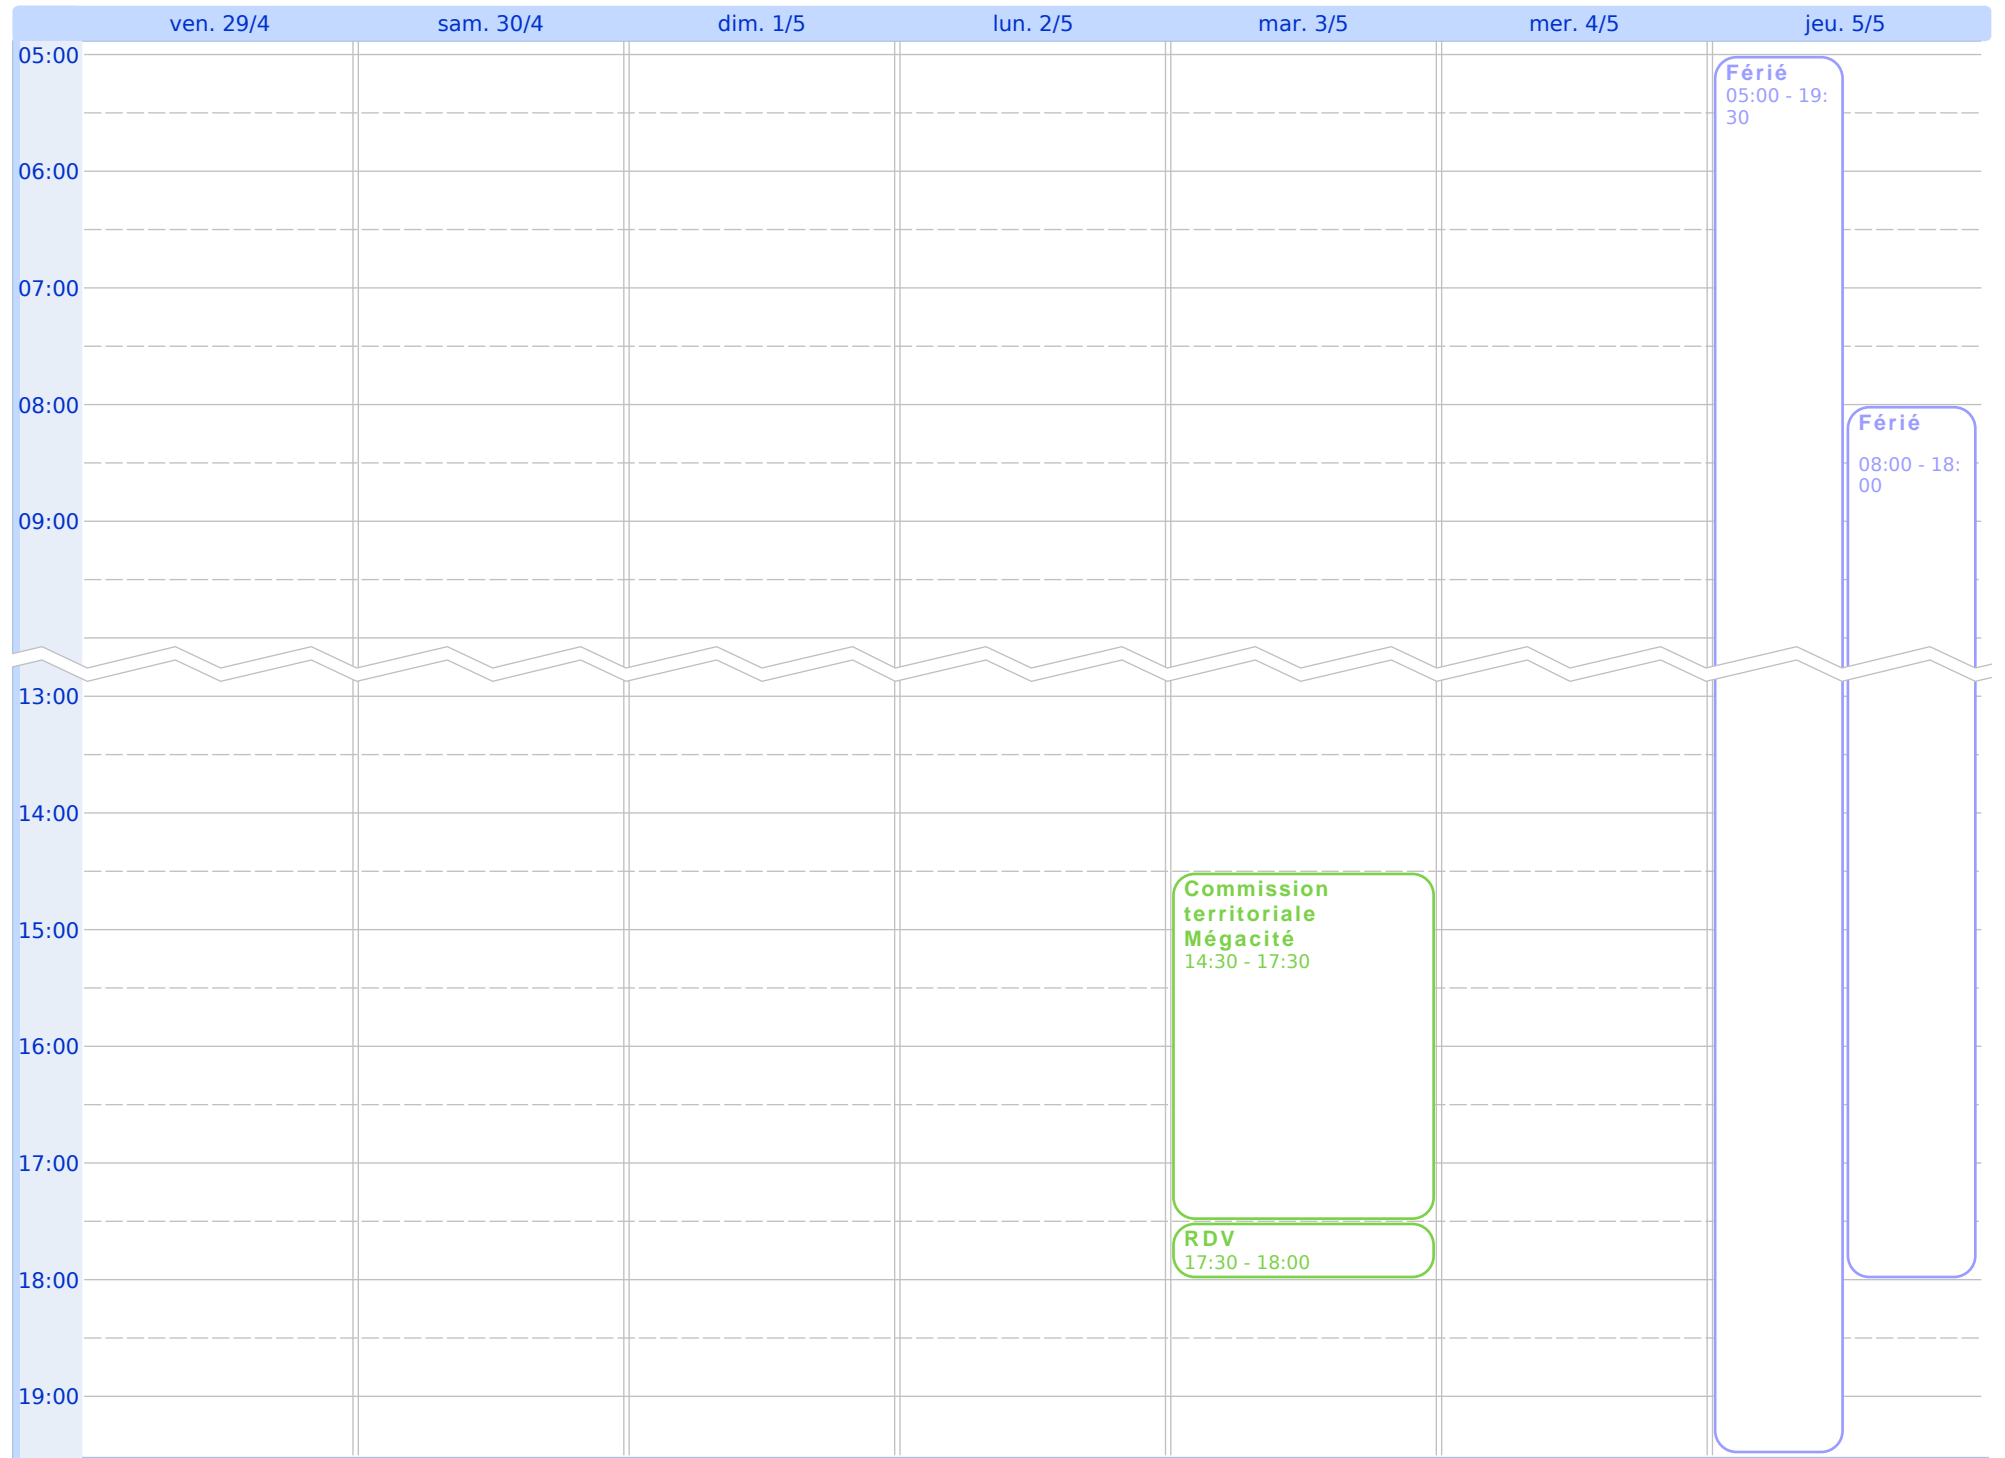 ven. 29/4
sam. 30/4
dim. 1/5
lun. 2/5
mar. 3/5
mer. 4/5
jeu. 5/5
05:00
Férié
05:00 - 19:
30
06:00
07:00
08:00
Férié
08:00 - 18:
00
09:00
13:00
14:00
Commission
territoriale
Mégacité
14:30 - 17:30
15:00
16:00
17:00
RDV
17:30 - 18:00
18:00
19:00